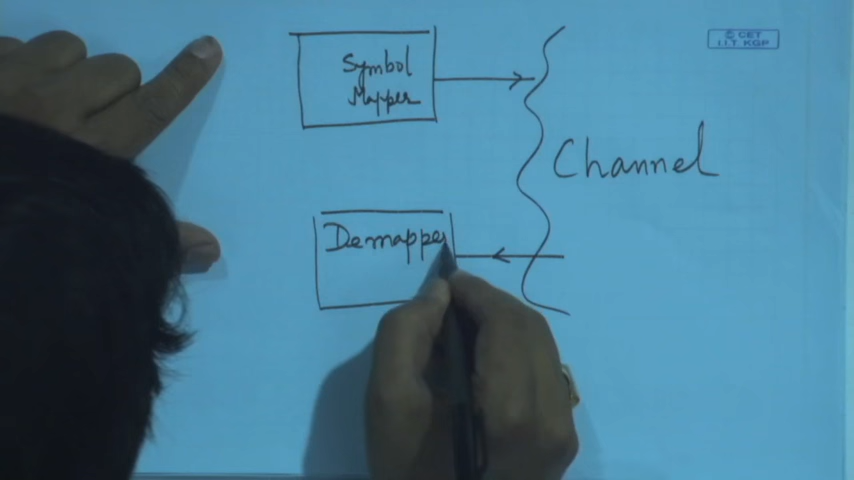 © CET
I.I.T. KGP
Symbol
Mapper
Channel
Demapper